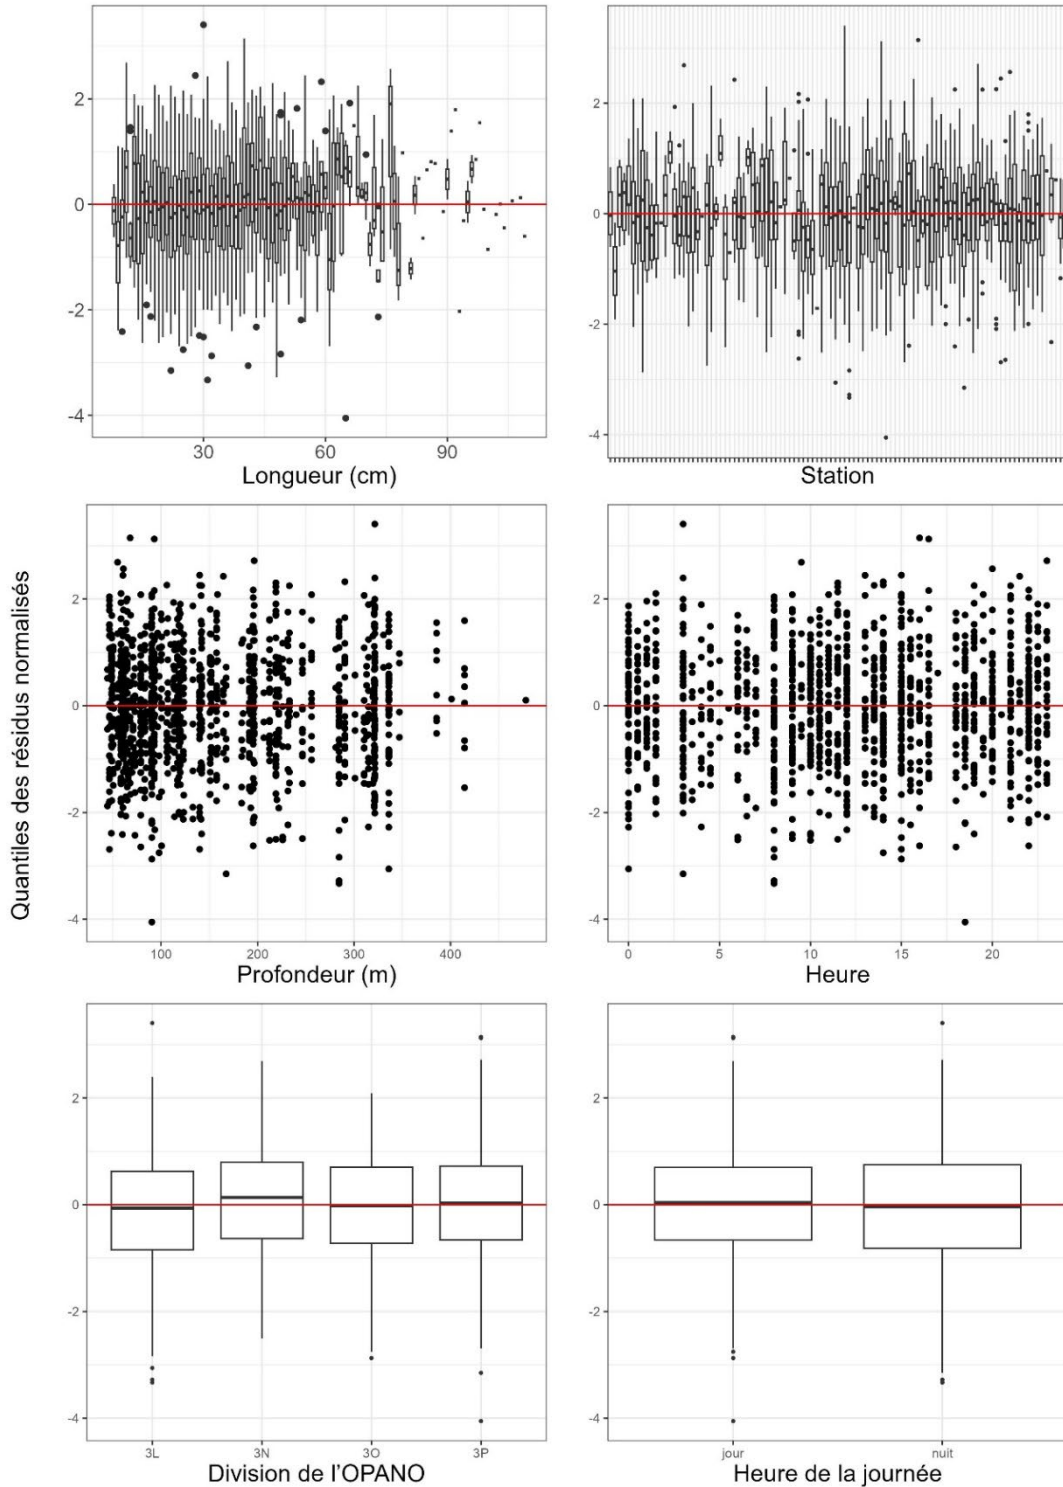 2
0
-2
-4
30
60
90
Longueur (cm)
2
0
-2
-4
Station
Quantiles des résidus normalisés
2
0
-2
-4
100
200
300
400
Profondeur (m)
2
0
-2
-4
0
5
10
15
20
Heure
2
0
-2
-4
3L
3N
3O
3P
Division de l'OPANO
2
0
-2
-4
jour
nuit
Heure de la journée